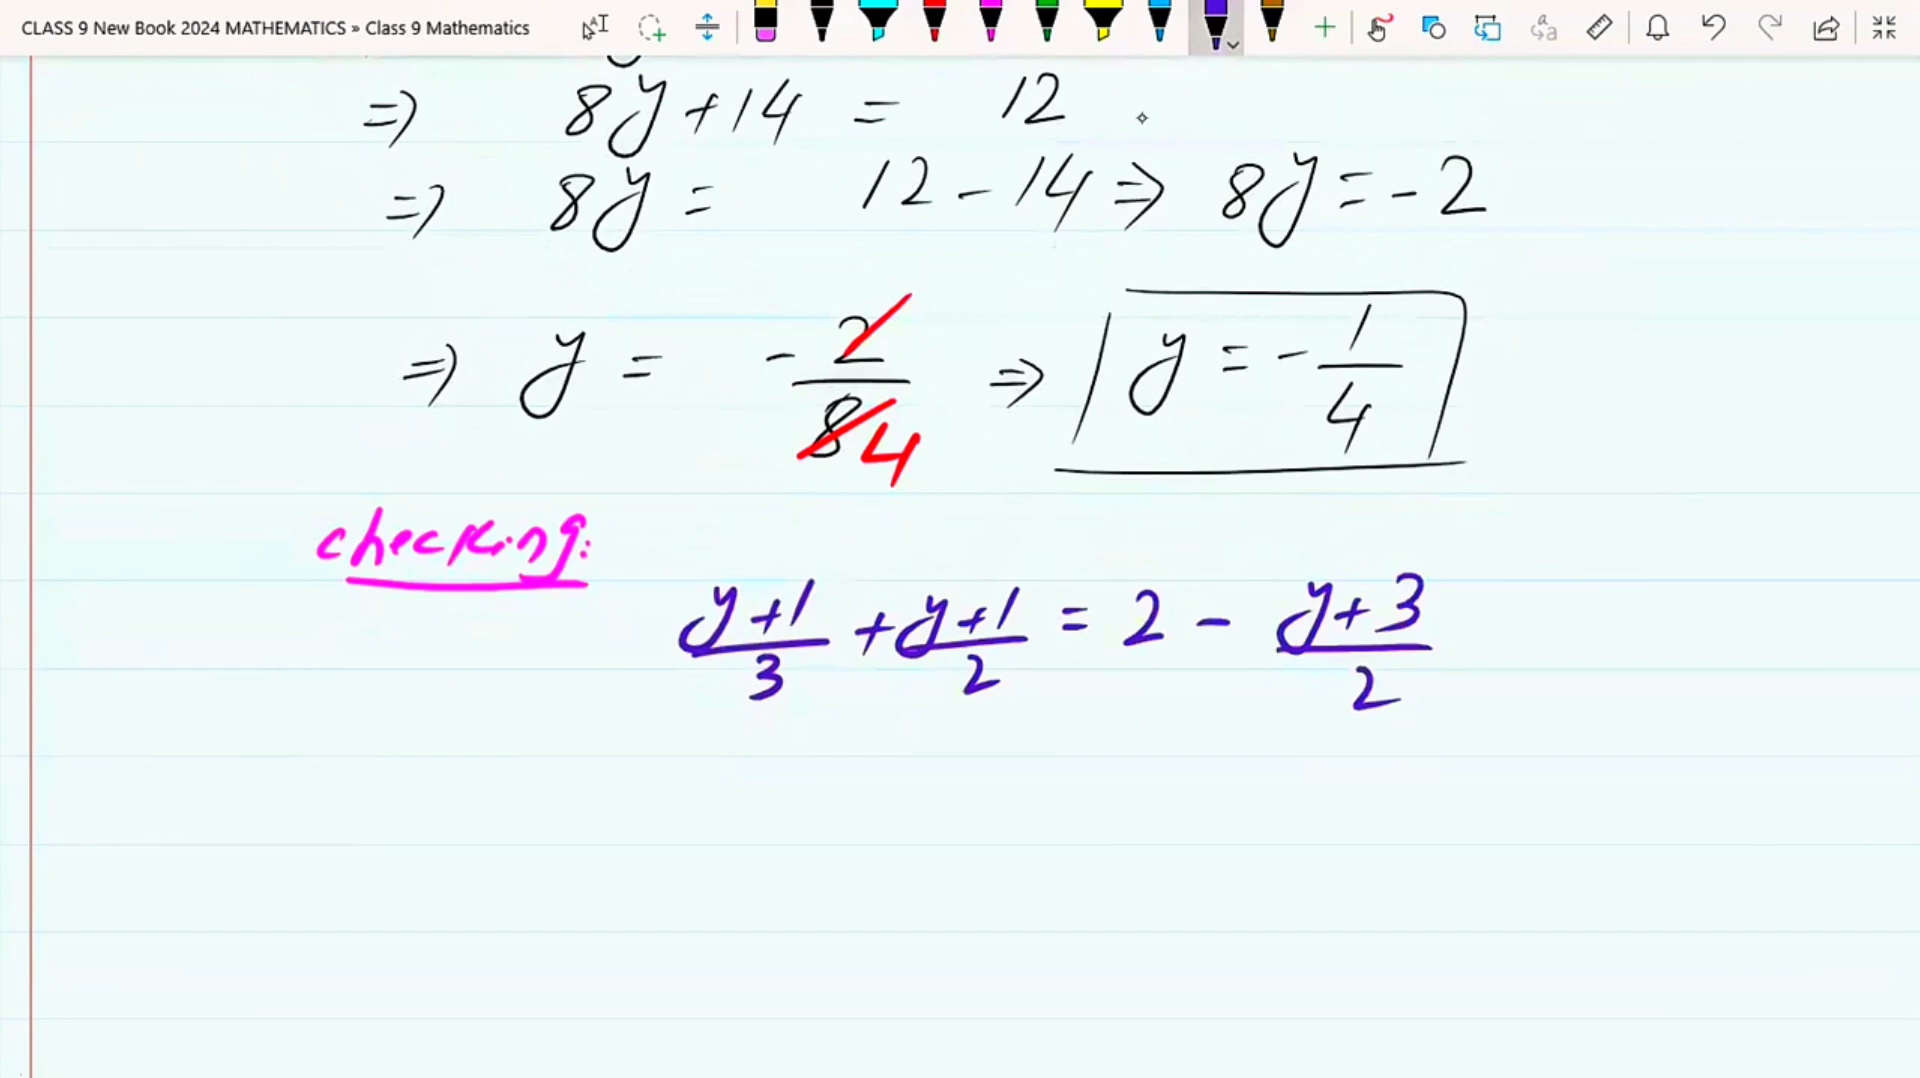 CLASS 9 New Book 2024 MATHEMATICS » Class 9 Mathematics
=> 8y + 14 = 12
=> 8y = 12 - 14 => 8y = -2
=> y = - 2/8 4 => y = - 1/4
checking:
y+1/3 + y+1/2 = 2 - y+3/2